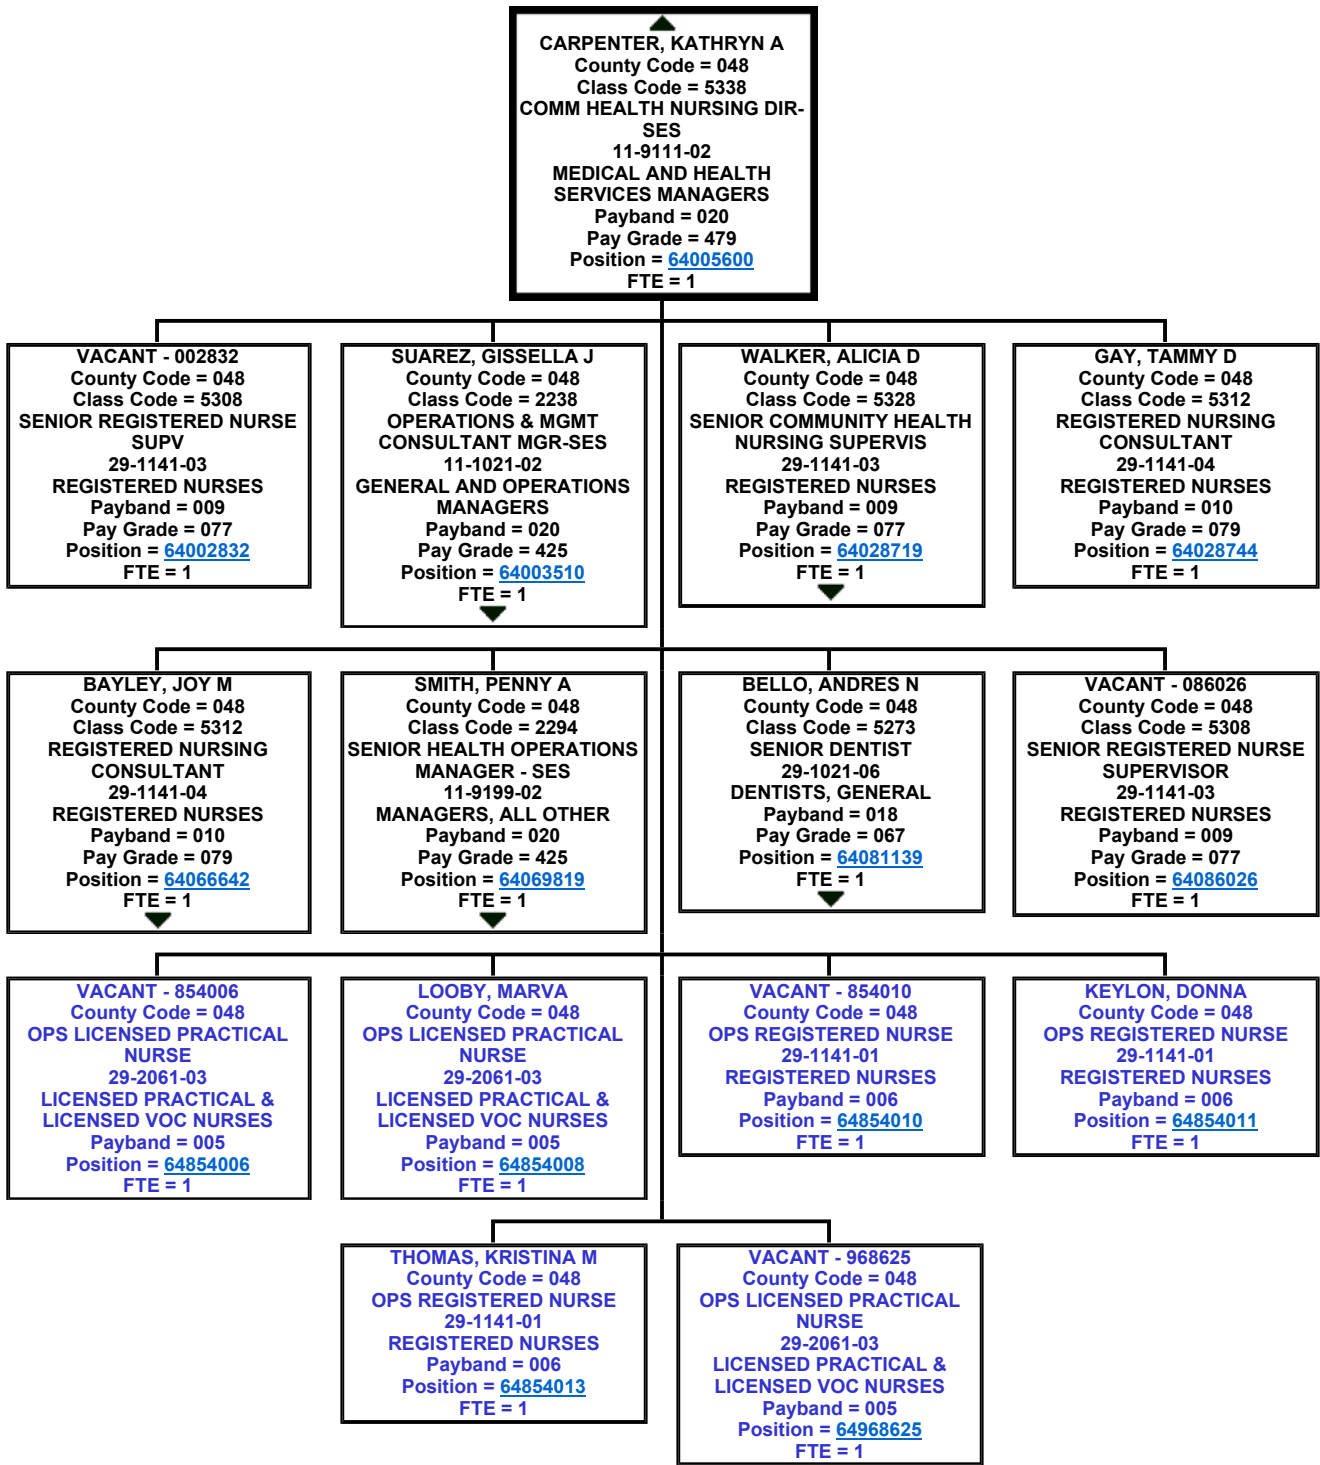 CARPENTER, KATHRYN A
County Code = 048
Class Code = 5338
COMM HEALTH NURSING DIR-
SES
11-9111-02
MEDICAL AND HEALTH
SERVICES MANAGERS
Payband = 020
Pay Grade = 479
Position = 64005600
FTE = 1
VACANT - 002832
County Code = 048
Class Code = 5308
SENIOR REGISTERED NURSE
SUPV
29-1141-03
REGISTERED NURSES
Payband = 009
Pay Grade = 077
Position = 64002832
FTE = 1
SUAREZ, GISSELLA J
County Code = 048
Class Code = 2238
OPERATIONS & MGMT
CONSULTANT MGR-SES
11-1021-02
GENERAL AND OPERATIONS
MANAGERS
Payband = 020
Pay Grade = 425
Position = 64003510
FTE = 1
WALKER, ALICIA D
County Code = 048
Class Code = 5328
SENIOR COMMUNITY HEALTH
NURSING SUPERVIS
29-1141-03
REGISTERED NURSES
Payband = 009
Pay Grade = 077
Position = 64028719
FTE = 1
GAY, TAMMY D
County Code = 048
Class Code = 5312
REGISTERED NURSING
CONSULTANT
29-1141-04
REGISTERED NURSES
Payband = 010
Pay Grade = 079
Position = 64028744
FTE = 1
BAYLEY, JOY M
County Code = 048
Class Code = 5312
REGISTERED NURSING
CONSULTANT
29-1141-04
REGISTERED NURSES
Payband = 010
Pay Grade = 079
Position = 64066642
FTE = 1
SMITH, PENNY A
County Code = 048
Class Code = 2294
SENIOR HEALTH OPERATIONS
MANAGER - SES
11-9199-02
MANAGERS, ALL OTHER
Payband = 020
Pay Grade = 425
Position = 64069819
FTE = 1
BELLO, ANDRES N
County Code = 048
Class Code = 5273
SENIOR DENTIST
29-1021-06
DENTISTS, GENERAL
Payband = 018
Pay Grade = 067
Position = 64081139
FTE = 1
VACANT - 086026
County Code = 048
Class Code = 5308
SENIOR REGISTERED NURSE
SUPERVISOR
29-1141-03
REGISTERED NURSES
Payband = 009
Pay Grade = 077
Position = 64086026
FTE = 1
VACANT - 854006
County Code = 048
OPS LICENSED PRACTICAL
NURSE
29-2061-03
LICENSED PRACTICAL &
LICENSED VOC NURSES
Payband = 005
Position = 64854006
FTE = 1
LOOBY, MARVA
County Code = 048
OPS LICENSED PRACTICAL
NURSE
29-2061-03
LICENSED PRACTICAL &
LICENSED VOC NURSES
Payband = 005
Position = 64854008
FTE = 1
VACANT - 854010
County Code = 048
OPS REGISTERED NURSE
29-1141-01
REGISTERED NURSES
Payband = 006
Position = 64854010
FTE = 1
KEYLON, DONNA
County Code = 048
OPS REGISTERED NURSE
29-1141-01
REGISTERED NURSES
Payband = 006
Position = 64854011
FTE = 1
THOMAS, KRISTINA M
County Code = 048
OPS REGISTERED NURSE
29-1141-01
REGISTERED NURSES
Payband = 006
Position = 64854013
FTE = 1
VACANT - 968625
County Code = 048
OPS LICENSED PRACTICAL
NURSE
29-2061-03
LICENSED PRACTICAL &
LICENSED VOC NURSES
Payband = 005
Position = 64968625
FTE = 1